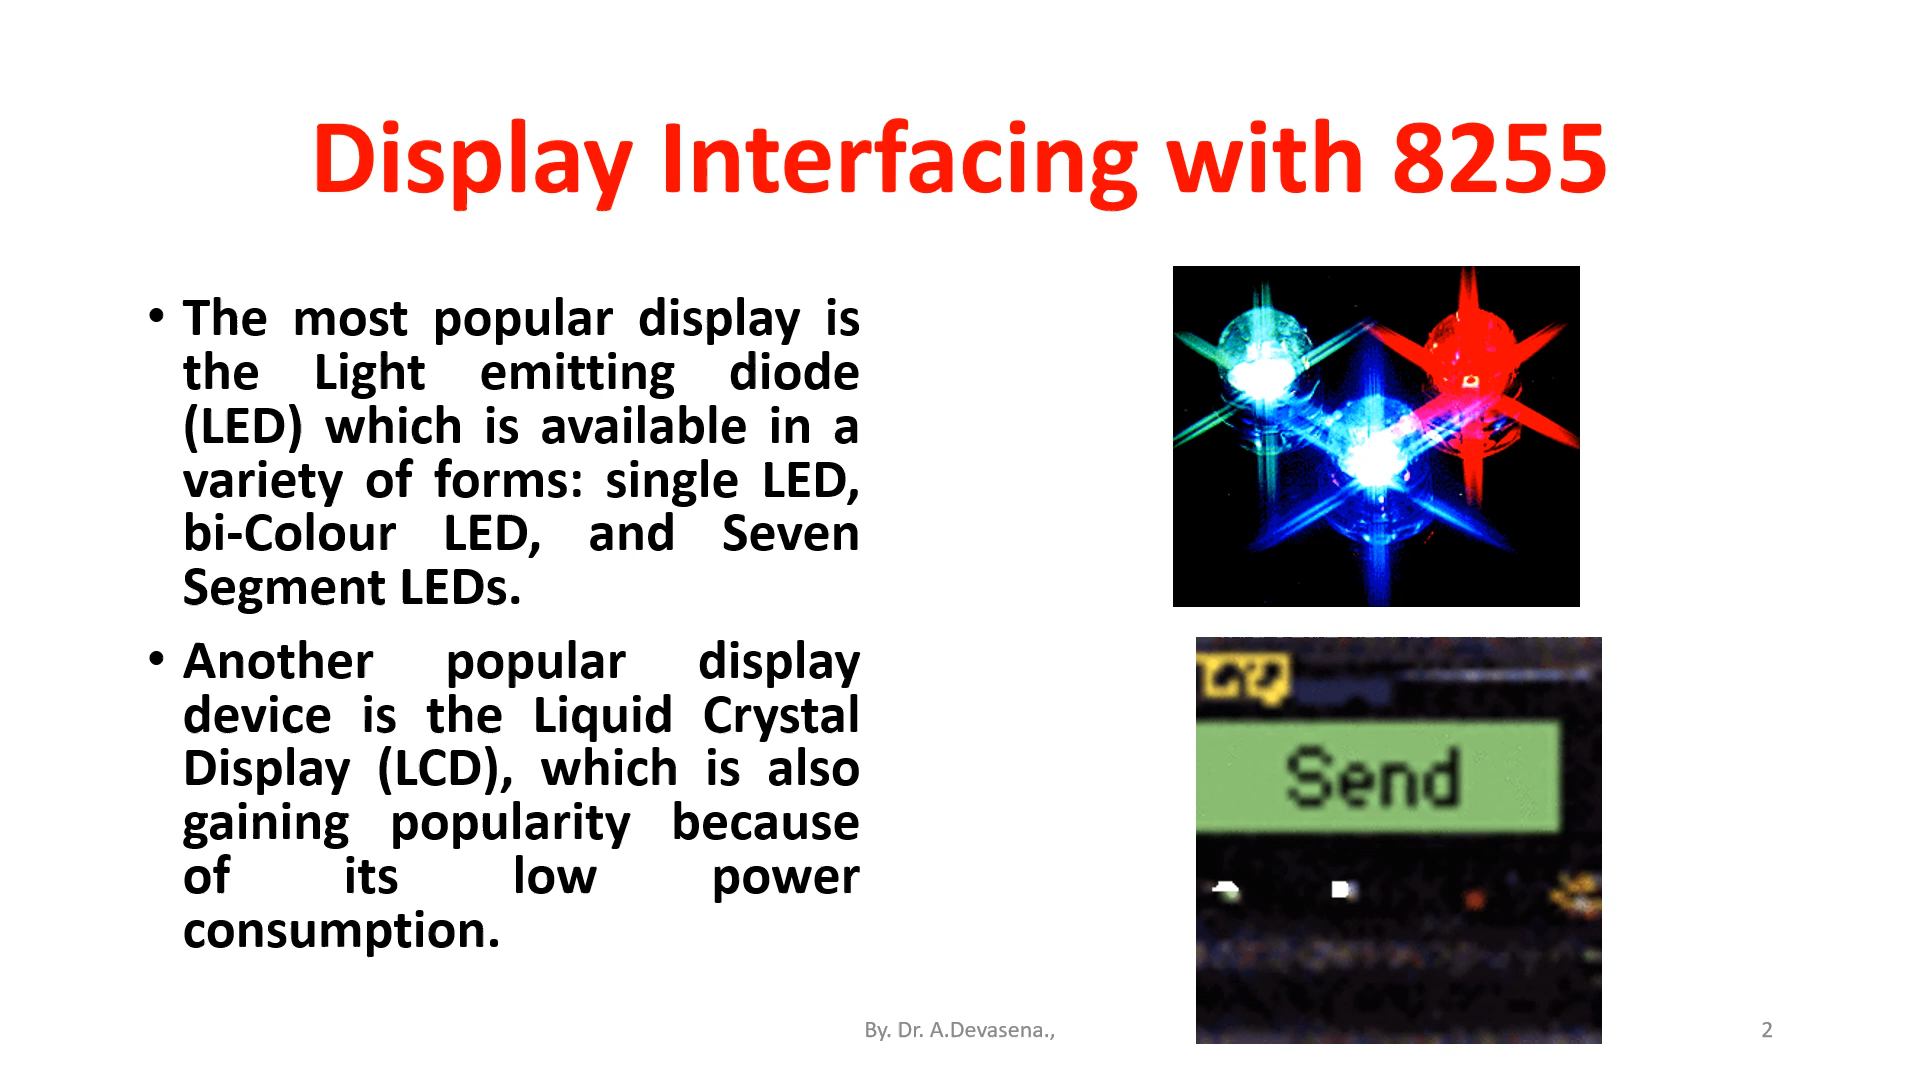 Display Interfacing with 8255
• The most popular display is
the Light emitting diode
(LED) which is available in a
variety of forms: single LED,
bi-Colour LED, and Seven
Segment LEDs.
• Another popular display
device is the Liquid Crystal
Display (LCD), which is also
gaining popularity because
of its low power
consumption.
Send
By. Dr. A.Devasena.,
2